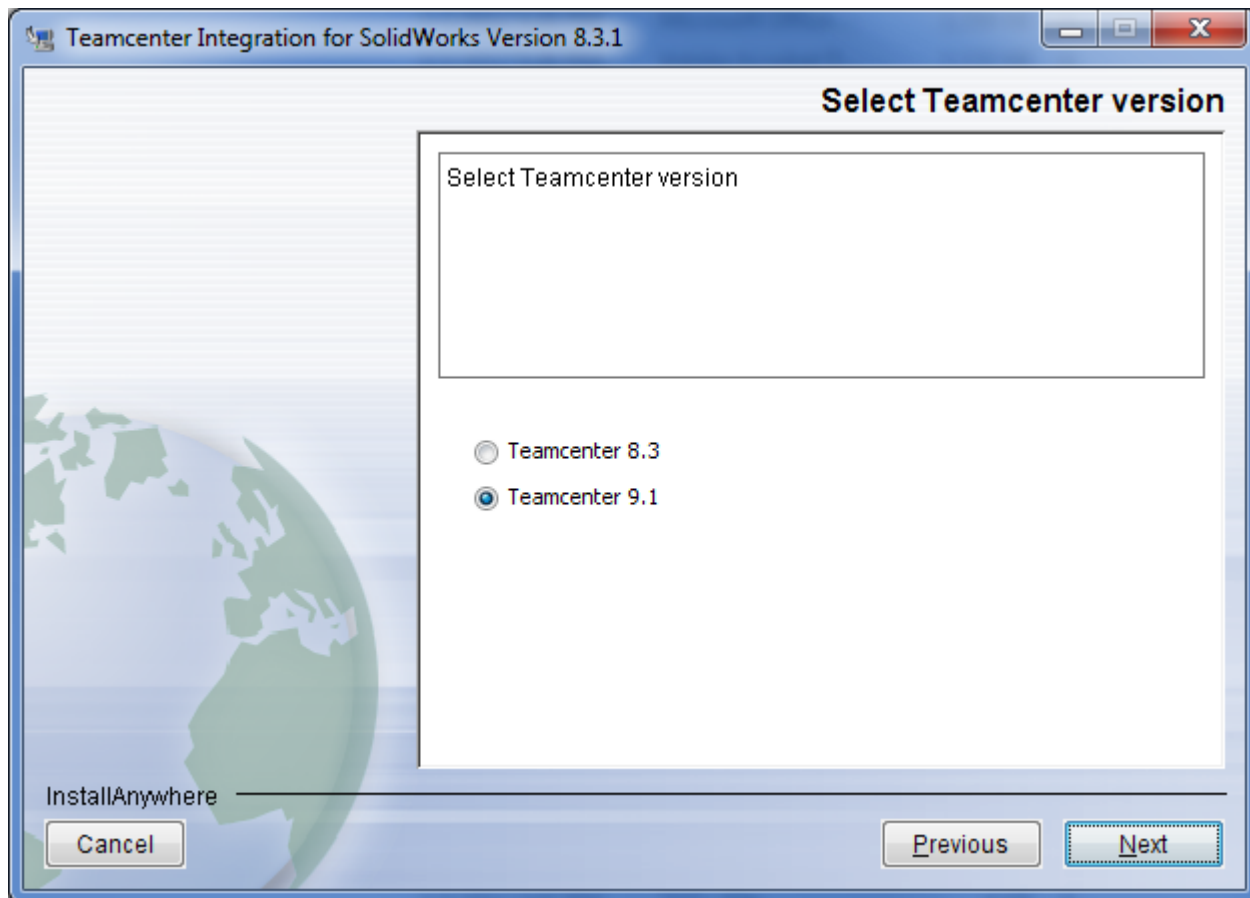 Teamcenter Integration for SolidWorks Version 8.3.1
Select Teamcenter version
Select Teamcenter version
Teamcenter 8.3
Teamcenter 9.1
InstallAnywhere
Cancel
Previous
Next